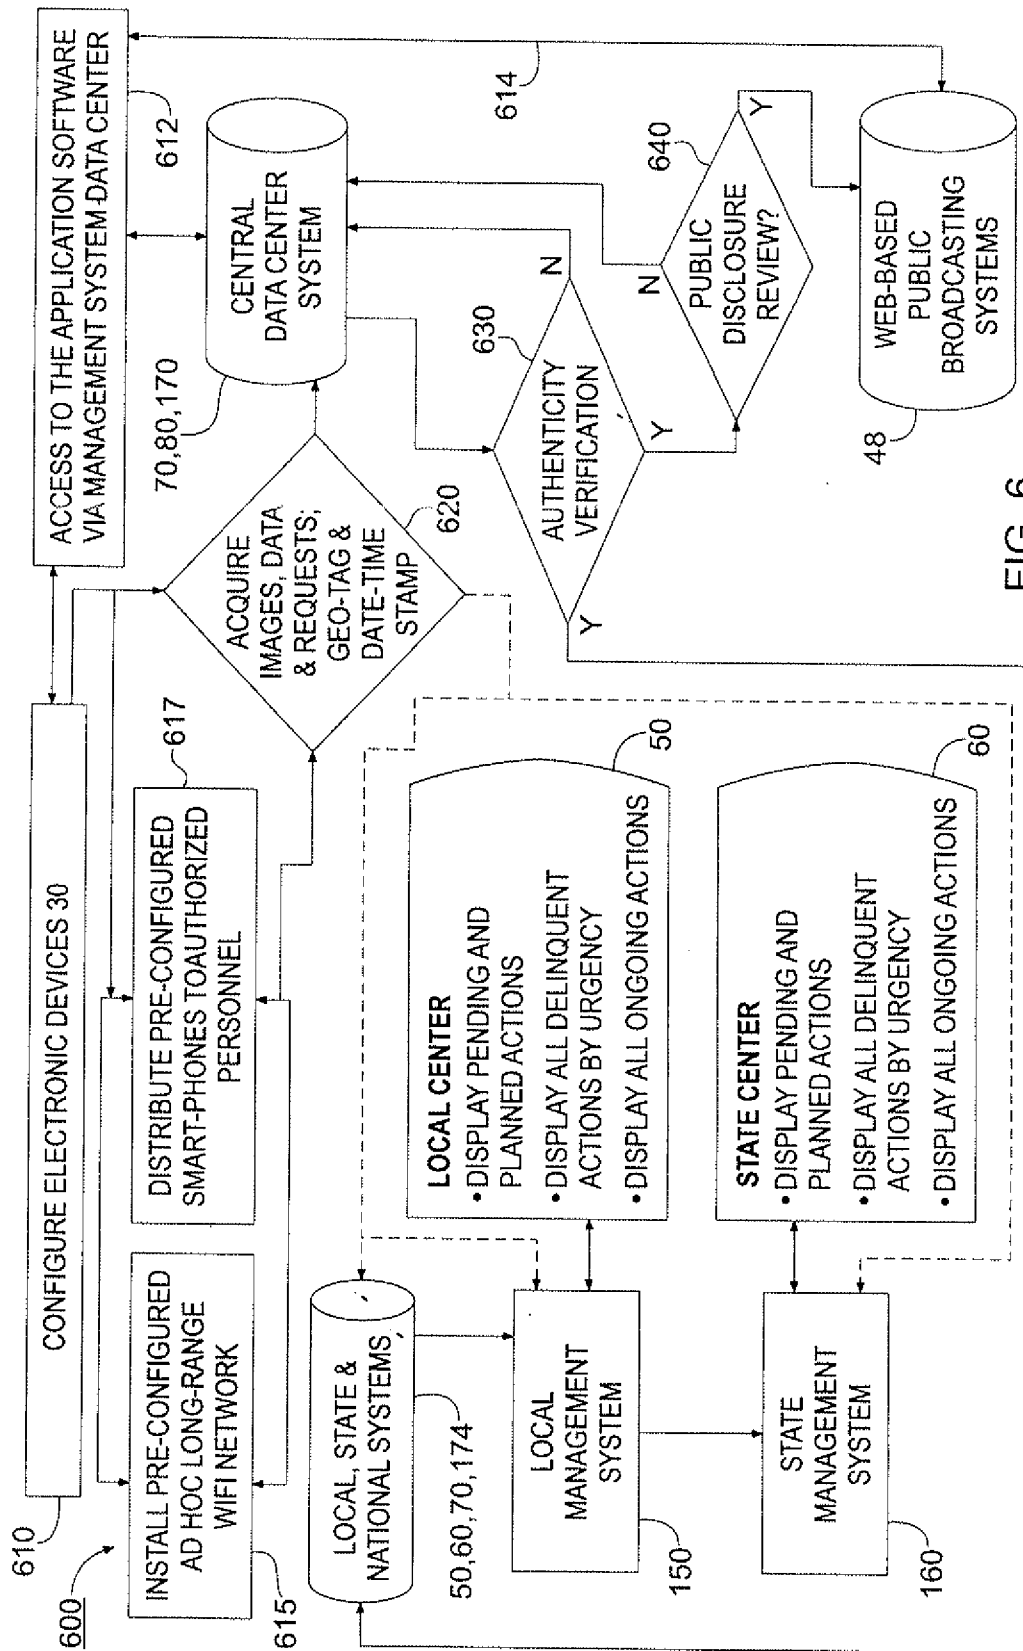 600
610
CONFIGURE ELECTRONIC DEVICES 30
ACCESS TO THE APPLICATION SOFTWARE
VIA MANAGEMENT SYSTEM DATA CENTER
612
INSTALL PRE-CONFIGURED
AD HOC LONG-RANGE
WIFI NETWORK
615
DISTRIBUTE PRE-CONFIGURED
SMART-PHONES TOAUTHORIZED
PERSONNEL
617
ACQUIRE
IMAGES, DATA
& REQUESTS;
GEO-TAG &
DATE-TIME
STAMP
620
70,80,170
CENTRAL
DATA CENTER
SYSTEM
614
LOCAL, STATE &
NATIONAL SYSTEMS
50,60,70,174
LOCAL CENTER
• DISPLAY PENDING AND
PLANNED ACTIONS
• DISPLAY ALL DELINQUENT
ACTIONS BY URGENCY
• DISPLAY ALL ONGOING ACTIONS
50
AUTHENTICITY
VERIFICATION
630
N
Y
Y
PUBLIC
DISCLOSURE
REVIEW?
640
N
Y
LOCAL
MANAGEMENT
SYSTEM
150
STATE CENTER
• DISPLAY PENDING AND
PLANNED ACTIONS
• DISPLAY ALL DELINQUENT
ACTIONS BY URGENCY
• DISPLAY ALL ONGOING ACTIONS
60
STATE
MANAGEMENT
SYSTEM
160
WEB-BASED
PUBLIC
BROADCASTING
SYSTEMS
48
FIG. 6